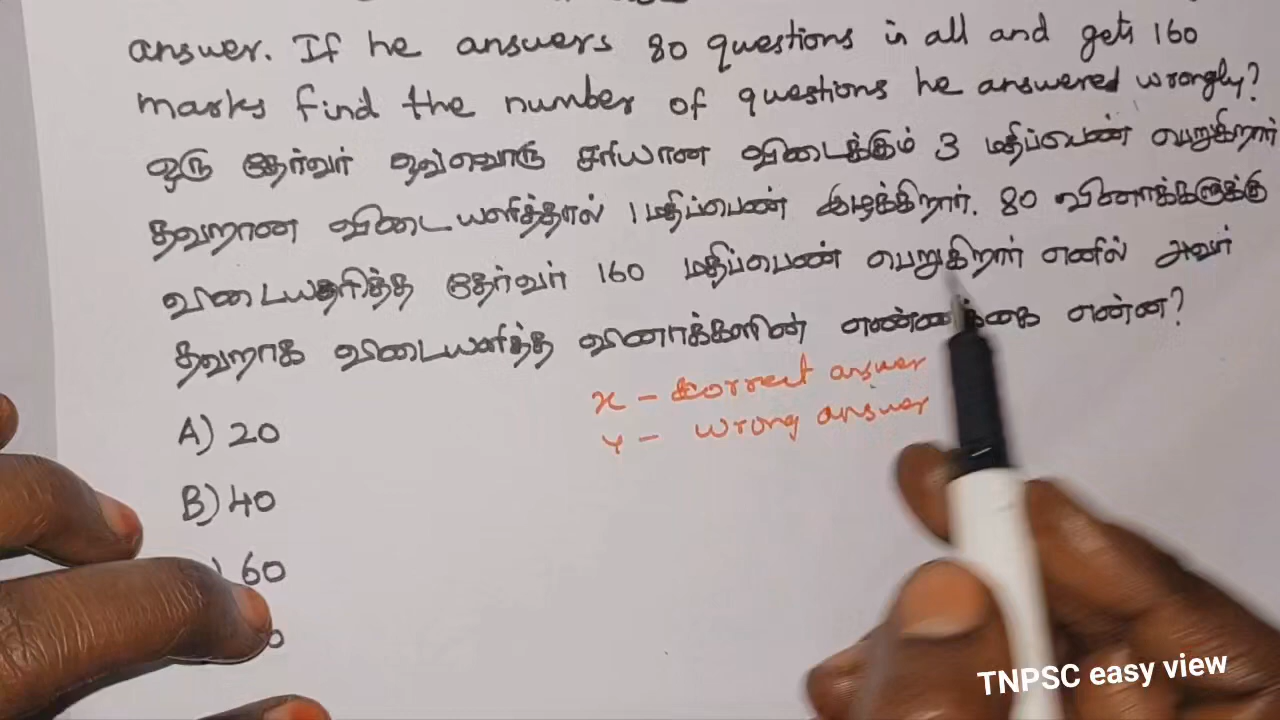 answer. If he answers 80 questions in all and gets 160
marks find the number of questions he answered wrongly?
ஒரு தேர்வர் ஒவ்வொரு சரியான விடைக்கும் 3 மதிப்பெண் பெறுகிறார்
தவறான விடையளித்தால் 1 மதிப்பெண் இழக்கிறார். 80 வினாக்களுக்கு
விடையளித்த தேர்வர் 160 மதிப்பெண் பெறுகிறார் எனில் அவர்
தவறாக விடையளித்த வினாக்களின் எண்ணிக்கை என்ன?
x - correct answer
y - wrong answer
A) 20
B) 40
) 60
0
TNPSC easy view